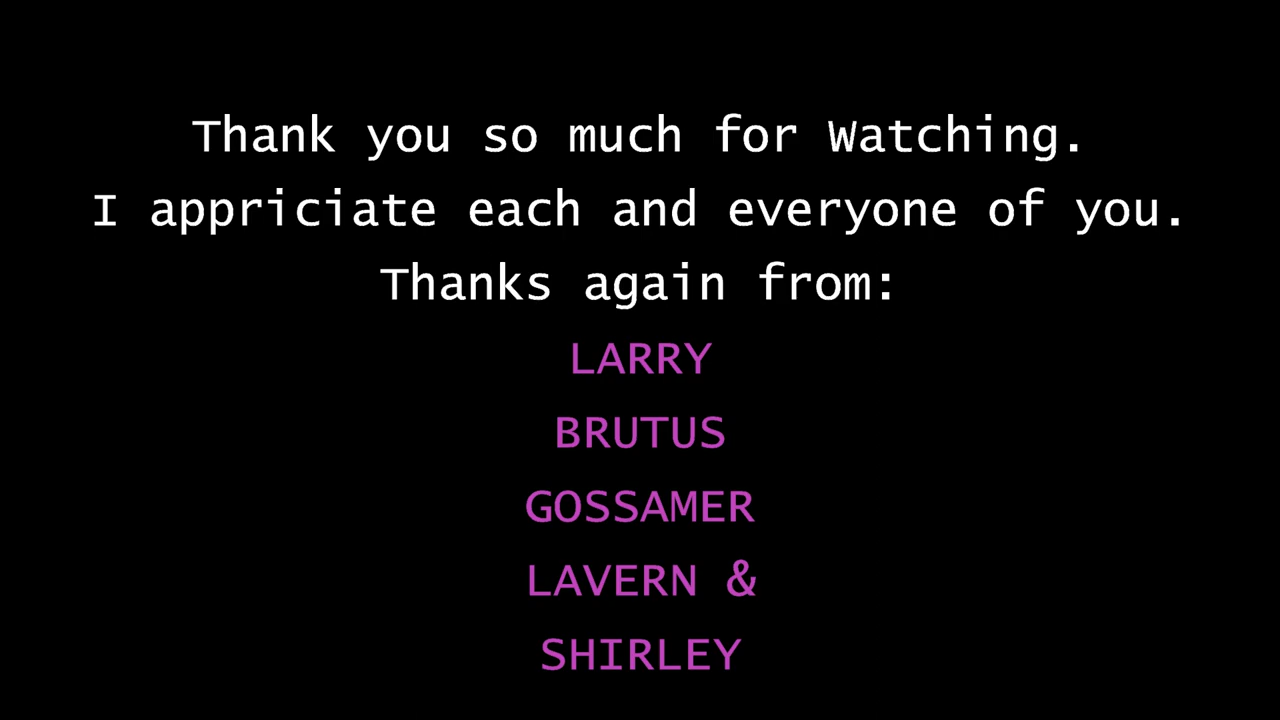 Thank you so much for Watching.
I appriciate each and everyone of you.
Thanks again from:
LARRY
BRUTUS
GOSSAMER
LAVERN &
SHIRLEY